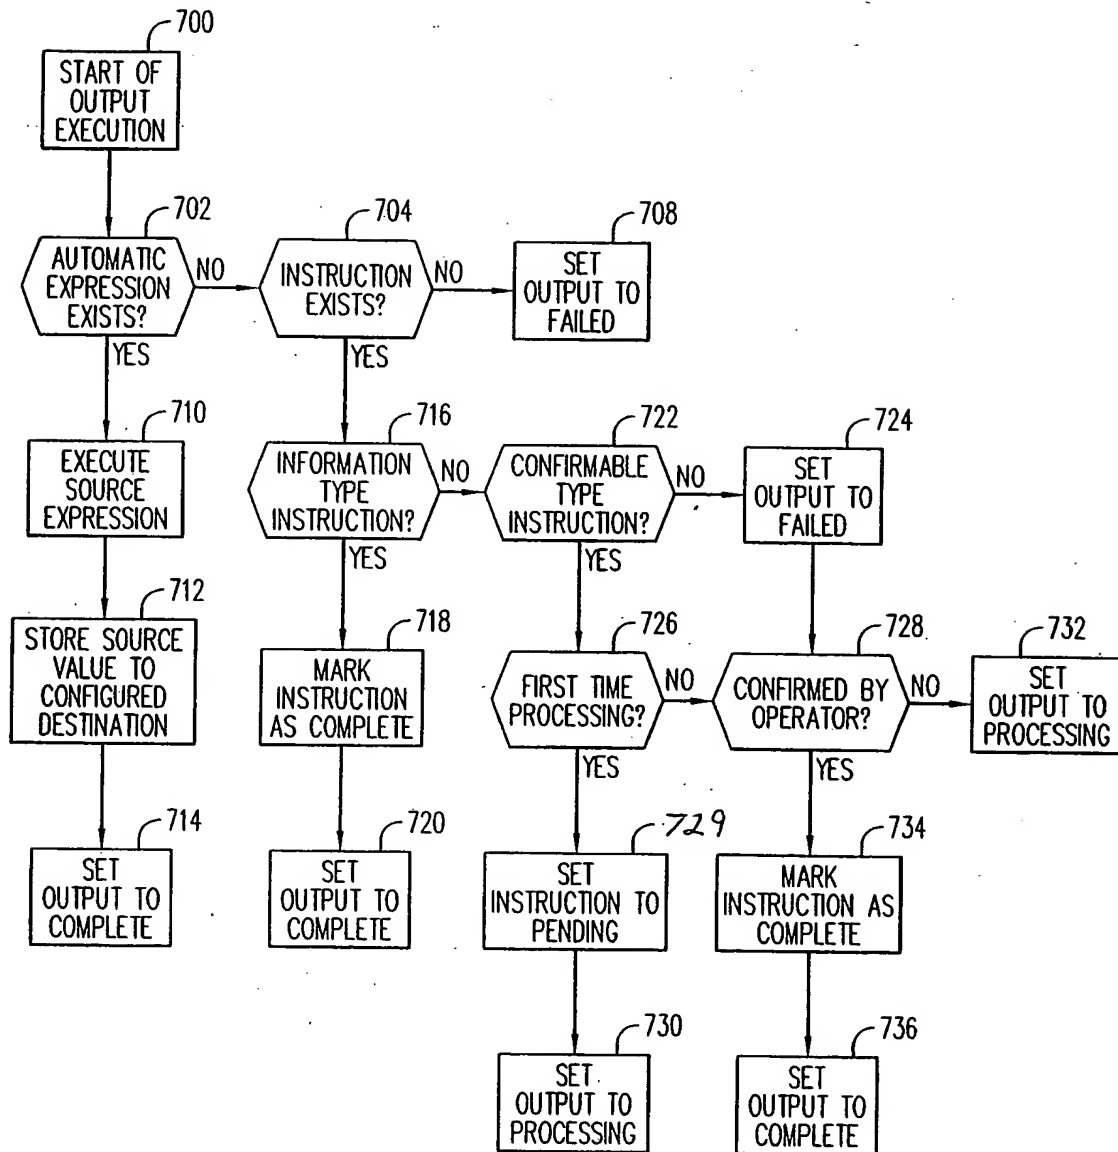 700
START OF
OUTPUT
EXECUTION
702
AUTOMATIC
EXPRESSION
EXISTS?
NO
YES
704
INSTRUCTION
EXISTS?
NO
YES
708
SET
OUTPUT TO
FAILED
710
EXECUTE
SOURCE
EXPRESSION
716
INFORMATION
TYPE
INSTRUCTION?
NO
YES
722
CONFIRMABLE
TYPE
INSTRUCTION?
NO
YES
724
SET
OUTPUT TO
FAILED
712
STORE SOURCE
VALUE TO
CONFIGURED
DESTINATION
718
MARK
INSTRUCTION
AS COMPLETE
726
FIRST TIME
PROCESSING?
NO
YES
728
CONFIRMED BY
OPERATOR?
NO
YES
732
SET
OUTPUT TO
PROCESSING
714
SET
OUTPUT TO
COMPLETE
720
SET
OUTPUT TO
COMPLETE
729
SET
INSTRUCTION TO
PENDING
734
MARK
INSTRUCTION AS
COMPLETE
730
SET
OUTPUT TO
PROCESSING
736
SET
OUTPUT TO
COMPLETE